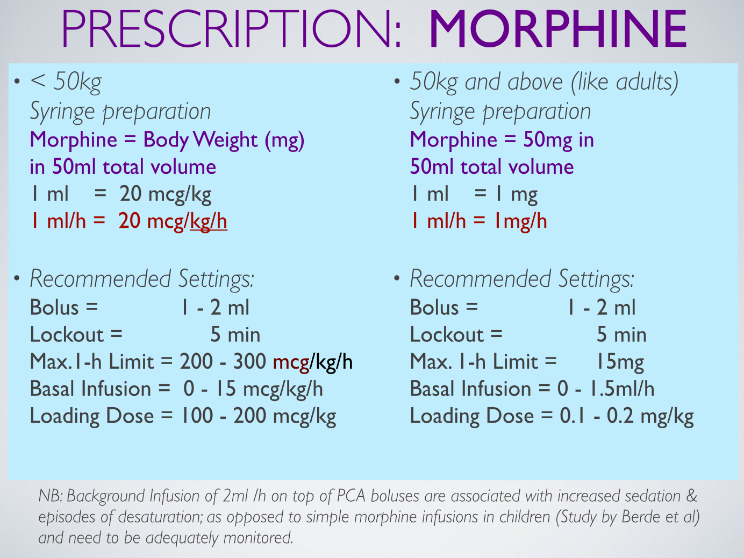 PRESCRIPTION: MORPHINE
• < 50kg
Syringe preparation
Morphine = Body Weight (mg)
in 50ml total volume
1 ml = 20 mcg/kg
1 ml/h = 20 mcg/kg/h
• Recommended Settings:
Bolus = 1 - 2 ml
Lockout = 5 min
Max.1-h Limit = 200 - 300 mcg/kg/h
Basal Infusion = 0 - 15 mcg/kg/h
Loading Dose = 100 - 200 mcg/kg
• 50kg and above (like adults)
Syringe preparation
Morphine = 50mg in
50ml total volume
1 ml = 1 mg
1 ml/h = 1mg/h
• Recommended Settings:
Bolus = 1 - 2 ml
Lockout = 5 min
Max. 1-h Limit = 15mg
Basal Infusion = 0 - 1.5ml/h
Loading Dose = 0.1 - 0.2 mg/kg
NB: Background Infusion of 2ml /h on top of PCA boluses are associated with increased sedation &
episodes of desaturation; as opposed to simple morphine infusions in children (Study by Berde et al)
and need to be adequately monitored.